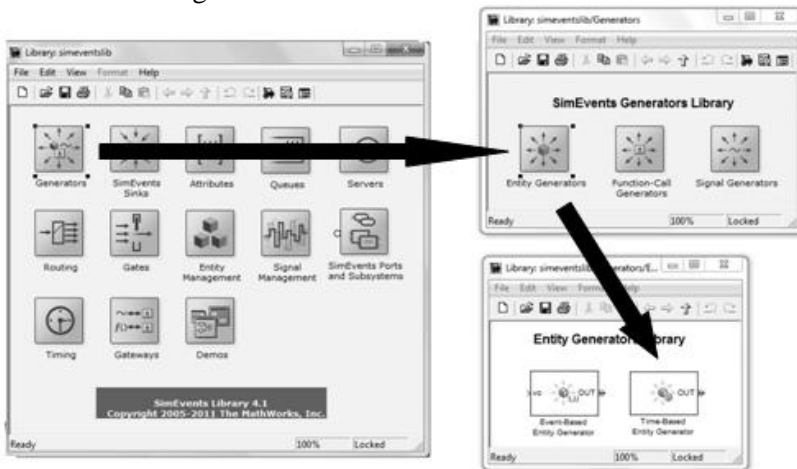 Library: simeventslib
File Edit View Format Help
Generators
SimEvents Sinks
Attributes
Queues
Servers
Routing
Gates
Entity Management
Signal Management
SimEvents Ports and Subsystems
Timing
Gateways
Demos
SimEvents Library 4.1
Copyright 2005-2011 The MathWorks, Inc.
Ready 100% Locked
Library: simeventslib/Generators
File Edit View Format Help
SimEvents Generators Library
Entity Generators
Function-Call Generators
Signal Generators
Ready 100% Locked
Library: simeventslib
File Edit View
Entity Generators
OUT
Event-Based Entity Generator
OUT
Time-Based Entity Generator
Ready 100% Locked